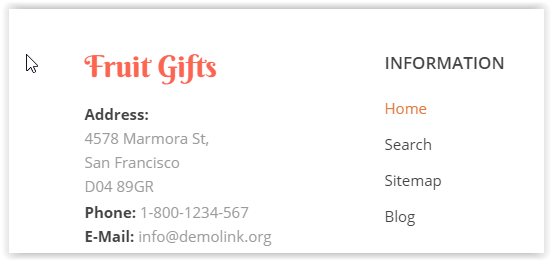 Fruit Gifts
Address:
4578 Marmora St,
San Francisco
D04 89GR
Phone: 1-800-1234-567
E-Mail: info@demolink.org
INFORMATION
Home
Search
Sitemap
Blog